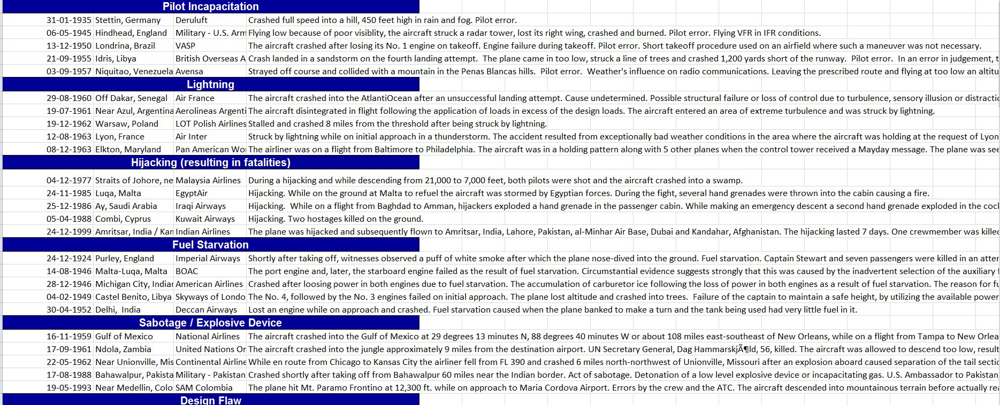 Pilot Incapacitation
31-01-1935 Stettin, Germany Deruluft Crashed full speed into a hill, 450 feet high in rain and fog. Pilot error.
06-05-1945 Hindhead, England Military - U.S. Arm Flying low because of poor visiblity, the aircraft struck a radar tower, lost its right wing, crashed and burned. Pilot error. Flying VFR in IFR conditions.
13-12-1950 Londrina, Brazil VASP The aircraft crashed after losing its No. 1 engine on takeoff. Engine failure during takeoff. Pilot error. Short takeoff procedure used on an airfield where such a maneuver was not necessary.
21-09-1955 Idris, Libya British Overseas A Crash landed in a sandstorm on the fourth landing attempt. The plane came in too low, struck a line of trees and crashed 1,200 yards short of the runway. Pilot error. In an error in judgement, t
03-09-1957 Niquitao, Venezuela Avensa Strayed off course and collided with a mountain in the Penas Blancas hills. Pilot error. Weather's influence on radio communications. Leaving the prescribed route and flying at too low an altitu
Lightning
29-08-1960 Off Dakar, Senegal Air France The aircraft crashed into the AtlantiOcean after an unsuccessful landing attempt. Cause undetermined. Possible structural failure or loss of control due to turbulence, sensory illusion or distractic
19-07-1961 Near Azul, Argentina Aerolineas Argenti The aircraft disintegrated in flight following the application of loads in excess of the design loads. The aircraft entered an area of extreme turbulence and was struck by lightning.
19-12-1962 Warsaw, Poland LOT Polish Airlines Stalled and crashed 8 miles from the threshold after being struck by lightning.
12-08-1963 Lyon, France Air Inter Struck by lightning while on initial approach in a thunderstorm. The accident resulted from exceptionally bad weather conditions in the area where the aircraft was holding at the request of Lyon
08-12-1963 Elkton, Maryland Pan American Wo The airliner was on a flight from Baltimore to Philadelphia. The aircraft was in a holding pattern along with 5 other planes when the control tower received a Mayday message. The plane was see
Hijacking (resulting in fatalities)
04-12-1977 Straits of Johore, ne Malaysia Airlines During a hijacking and while descending from 21,000 to 7,000 feet, both pilots were shot and the aircraft crashed into a swamp.
24-11-1985 Luqa, Malta EgyptAir Hijacking. While on the ground at Malta to refuel the aircraft was stormed by Egyptian forces. During the fight, several hand grenades were thrown into the cabin causing a fire.
25-12-1986 Ay, Saudi Arabia Iraqi Airways Hijacking. While on a flight from Baghdad to Amman, hijackers exploded a hand grenade in the passenger cabin. While making an emergency descent a second hand grenade exploded in the cocl
05-04-1988 Combi, Cyprus Kuwait Airways Hijacking. Two hostages killed on the ground.
24-12-1999 Amritsar, India / Kan Indian Airlines The plane was hijacked and subsequently flown to Amritsar, India, Lahore, Pakistan, al-Minhar Air Base, Dubai and Kandahar, Afghanistan. The hijacking lasted 7 days. One crewmember was kille
Fuel Starvation
24-12-1924 Purley, England Imperial Airways Shortly after taking off, witnesses observed a puff of white smoke after which the plane nose-dived into the ground. Fuel starvation. Captain Stewart and seven passengers were killed in an atter
14-08-1946 Malta-Luqa, Malta BOAC The port engine and, later, the starboard engine failed as the result of fuel starvation. Circumstantial evidence suggests strongly that this was caused by the inadvertent selection of the auxiliary f
28-12-1946 Michigan City, Indiar American Airlines Crashed after loosing power in both engines due to fuel starvation. The accumulation of carburetor ice following the loss of power in both engines as a result of fuel starvation. The reason for fu
04-02-1949 Castel Benito, Libya Skyways of Londo The No. 4, followed by the No. 3 engines failed on initial approach. The plane lost altitude and crashed into trees. Failure of the captain to maintain a safe height, by utilizing the available power
30-04-1952 Delhi, India Deccan Airways Lost an engine while on approach and crashed. Fuel starvation caused when the plane banked to make a turn and the tank being used had very little fuel in it.
Sabotage / Explosive Device
16-11-1959 Gulf of Mexico National Airlines The aircraft crashed into the Gulf of Mexico at 29 degrees 13 minutes N, 88 degrees 40 minutes W or about 108 miles east-southeast of New Orleans, while on a flight from Tampa to New Orlea
17-09-1961 Ndola, Zambia United Nations Or The aircraft crashed into the jungle approximately 9 miles from the destination airport. UN Secretary General, Dag HammarskjÃ¶ld, 56, killed. The aircraft was allowed to descend too low, result
22-05-1962 Near Unionville, Mis Continental Airline While en route from Chicago to Kansas City the airliner fell from FL 390 and crashed 6 miles north-northwest of Unionville, Missouri after an explosion aboard caused separation of the tail sectic
17-08-1988 Bahawalpur, Pakista Military - Pakistan Crashed shortly after taking off from Bahawalpur 60 miles near the Indian border. Act of sabotage. Detonation of a low level explosive device or incapacitating gas. U.S. Ambassador to Pakistan
19-05-1993 Near Medellin, Colo SAM Colombia The plane hit Mt. Paramo Frontino at 12,300 ft. while on approach to Maria Cordova Airport. Errors by the crew and the ATC. The aircraft descended into mountainous terrain before actually rea
Design Flaw